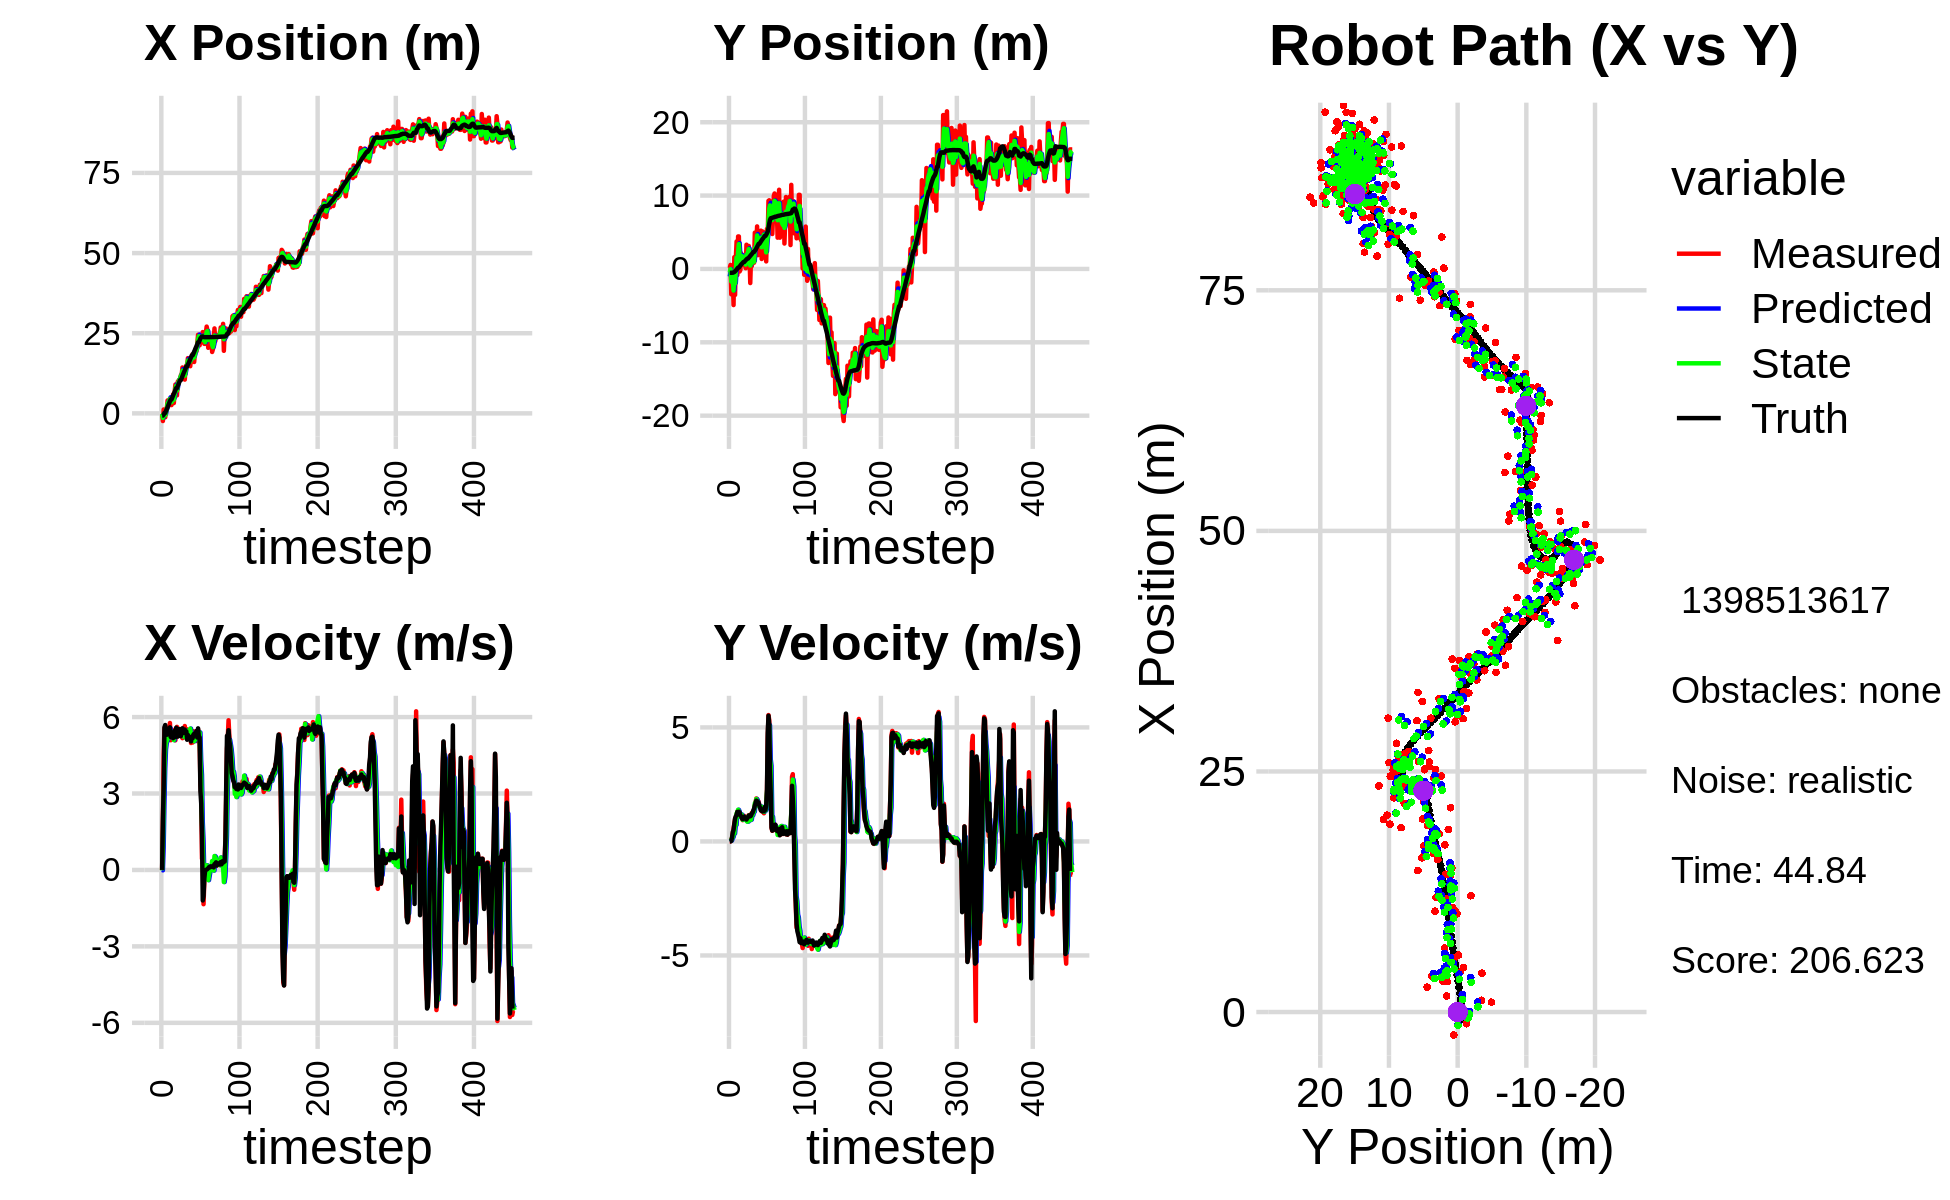 X Position (m)
75
50
25
0
0
100
200
300
400
timestep
Y Position (m)
20
10
0
-10
-20
0
100
200
300
400
timestep
X Velocity (m/s)
6
3
0
-3
-6
0
100
200
300
400
timestep
Y Velocity (m/s)
5
0
-5
0
100
200
300
400
timestep
Robot Path (X vs Y)
X Position (m)
75
50
25
0
20 10 0 -10 -20
Y Position (m)
variable
Measured
Predicted
State
Truth
1398513617
Obstacles: none
Noise: realistic
Time: 44.84
Score: 206.623